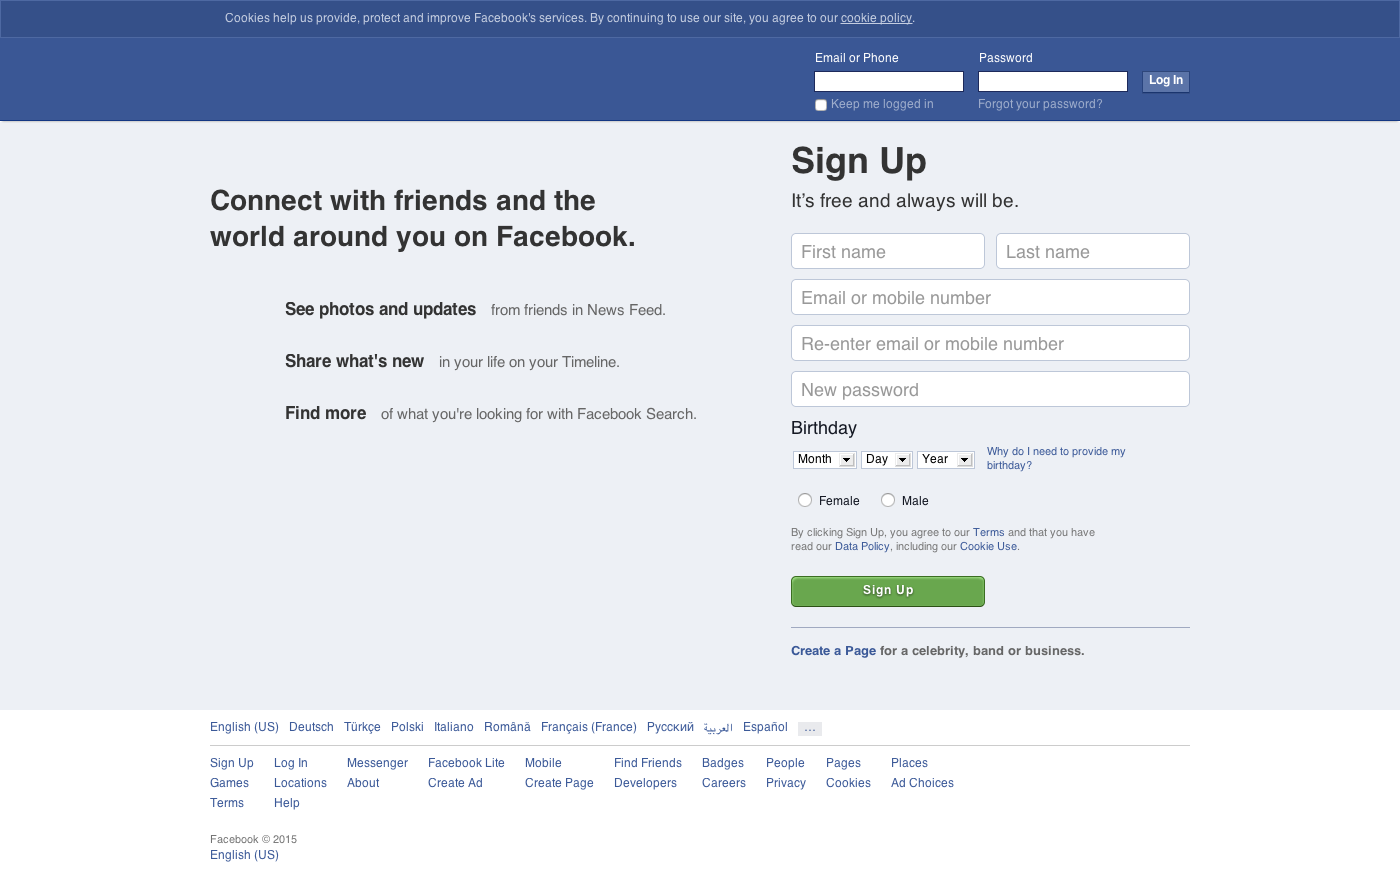 Cookies help us provide, protect and improve Facebook's services. By continuing to use our site, you agree to our cookie policy.
Email or Phone Password
Log In
Keep me logged in Forgot your password?
Connect with friends and the
world around you on Facebook.
See photos and updates from friends in News Feed.
Share what's new in your life on your Timeline.
Find more of what you're looking for with Facebook Search.
Sign Up
It’s free and always will be.
First name Last name
Email or mobile number
Re-enter email or mobile number
New password
Birthday
Month Day Year
Why do I need to provide my
birthday?
Female Male
By clicking Sign Up, you agree to our Terms and that you have
read our Data Policy, including our Cookie Use.
Sign Up
Create a Page for a celebrity, band or business.
English (US) Deutsch Türkçe Polski Italiano Română Français (France) Русский العربية Español ...
Sign Up Log In Messenger Facebook Lite Mobile Find Friends Badges People Pages Places
Games Locations About Create Ad Create Page Developers Careers Privacy Cookies Ad Choices
Terms Help
Facebook © 2015
English (US)